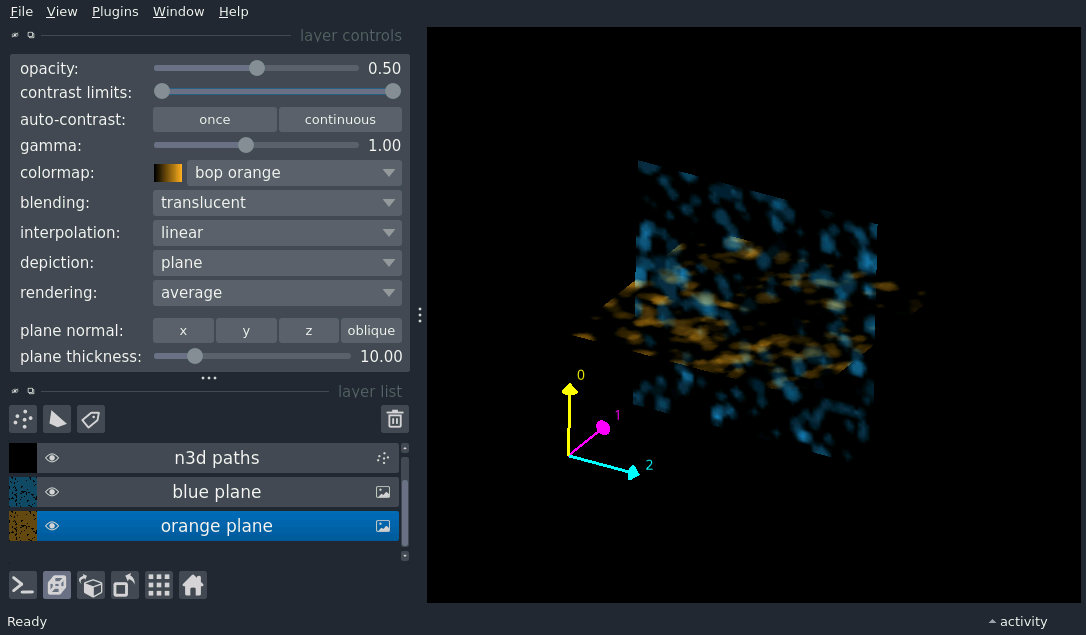 File View Plugins Window Help
layer controls
opacity: 0.50
contrast limits:
auto-contrast: once continuous
gamma: 1.00
colormap: bop orange
blending: translucent
interpolation: linear
depiction: plane
rendering: average
plane normal: x y z oblique
plane thickness: 10.00
layer list
n3d paths
blue plane
orange plane
0
1
2
Ready
activity